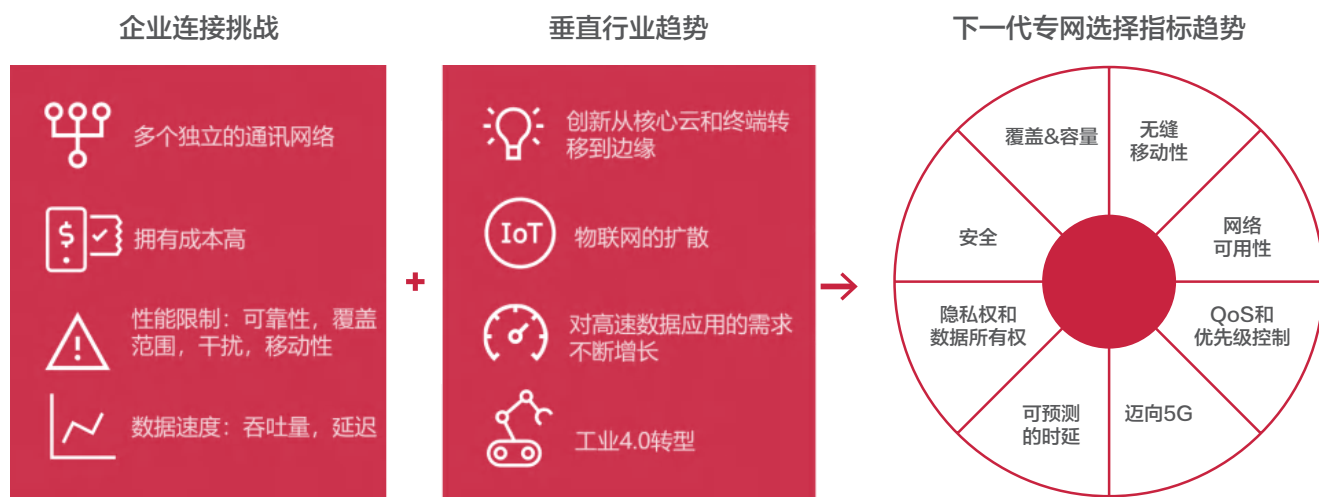 企业连接挑战
多个独立的通讯网络
$
拥有成本高
性能限制：可靠性，覆盖
范围，干扰，移动性
数据速度：吞吐量，延迟
+
垂直行业趋势
创新从核心云和终端转
移到边缘
IoT
物联网的扩散
对高速数据应用的需求
不断增长
工业4.0转型
→
下一代专网选择指标趋势
覆盖&容量
无缝
移动性
网络
可用性
QoS和
优先级控制
迈向5G
可预测
的时延
隐私权和
数据所有权
安全